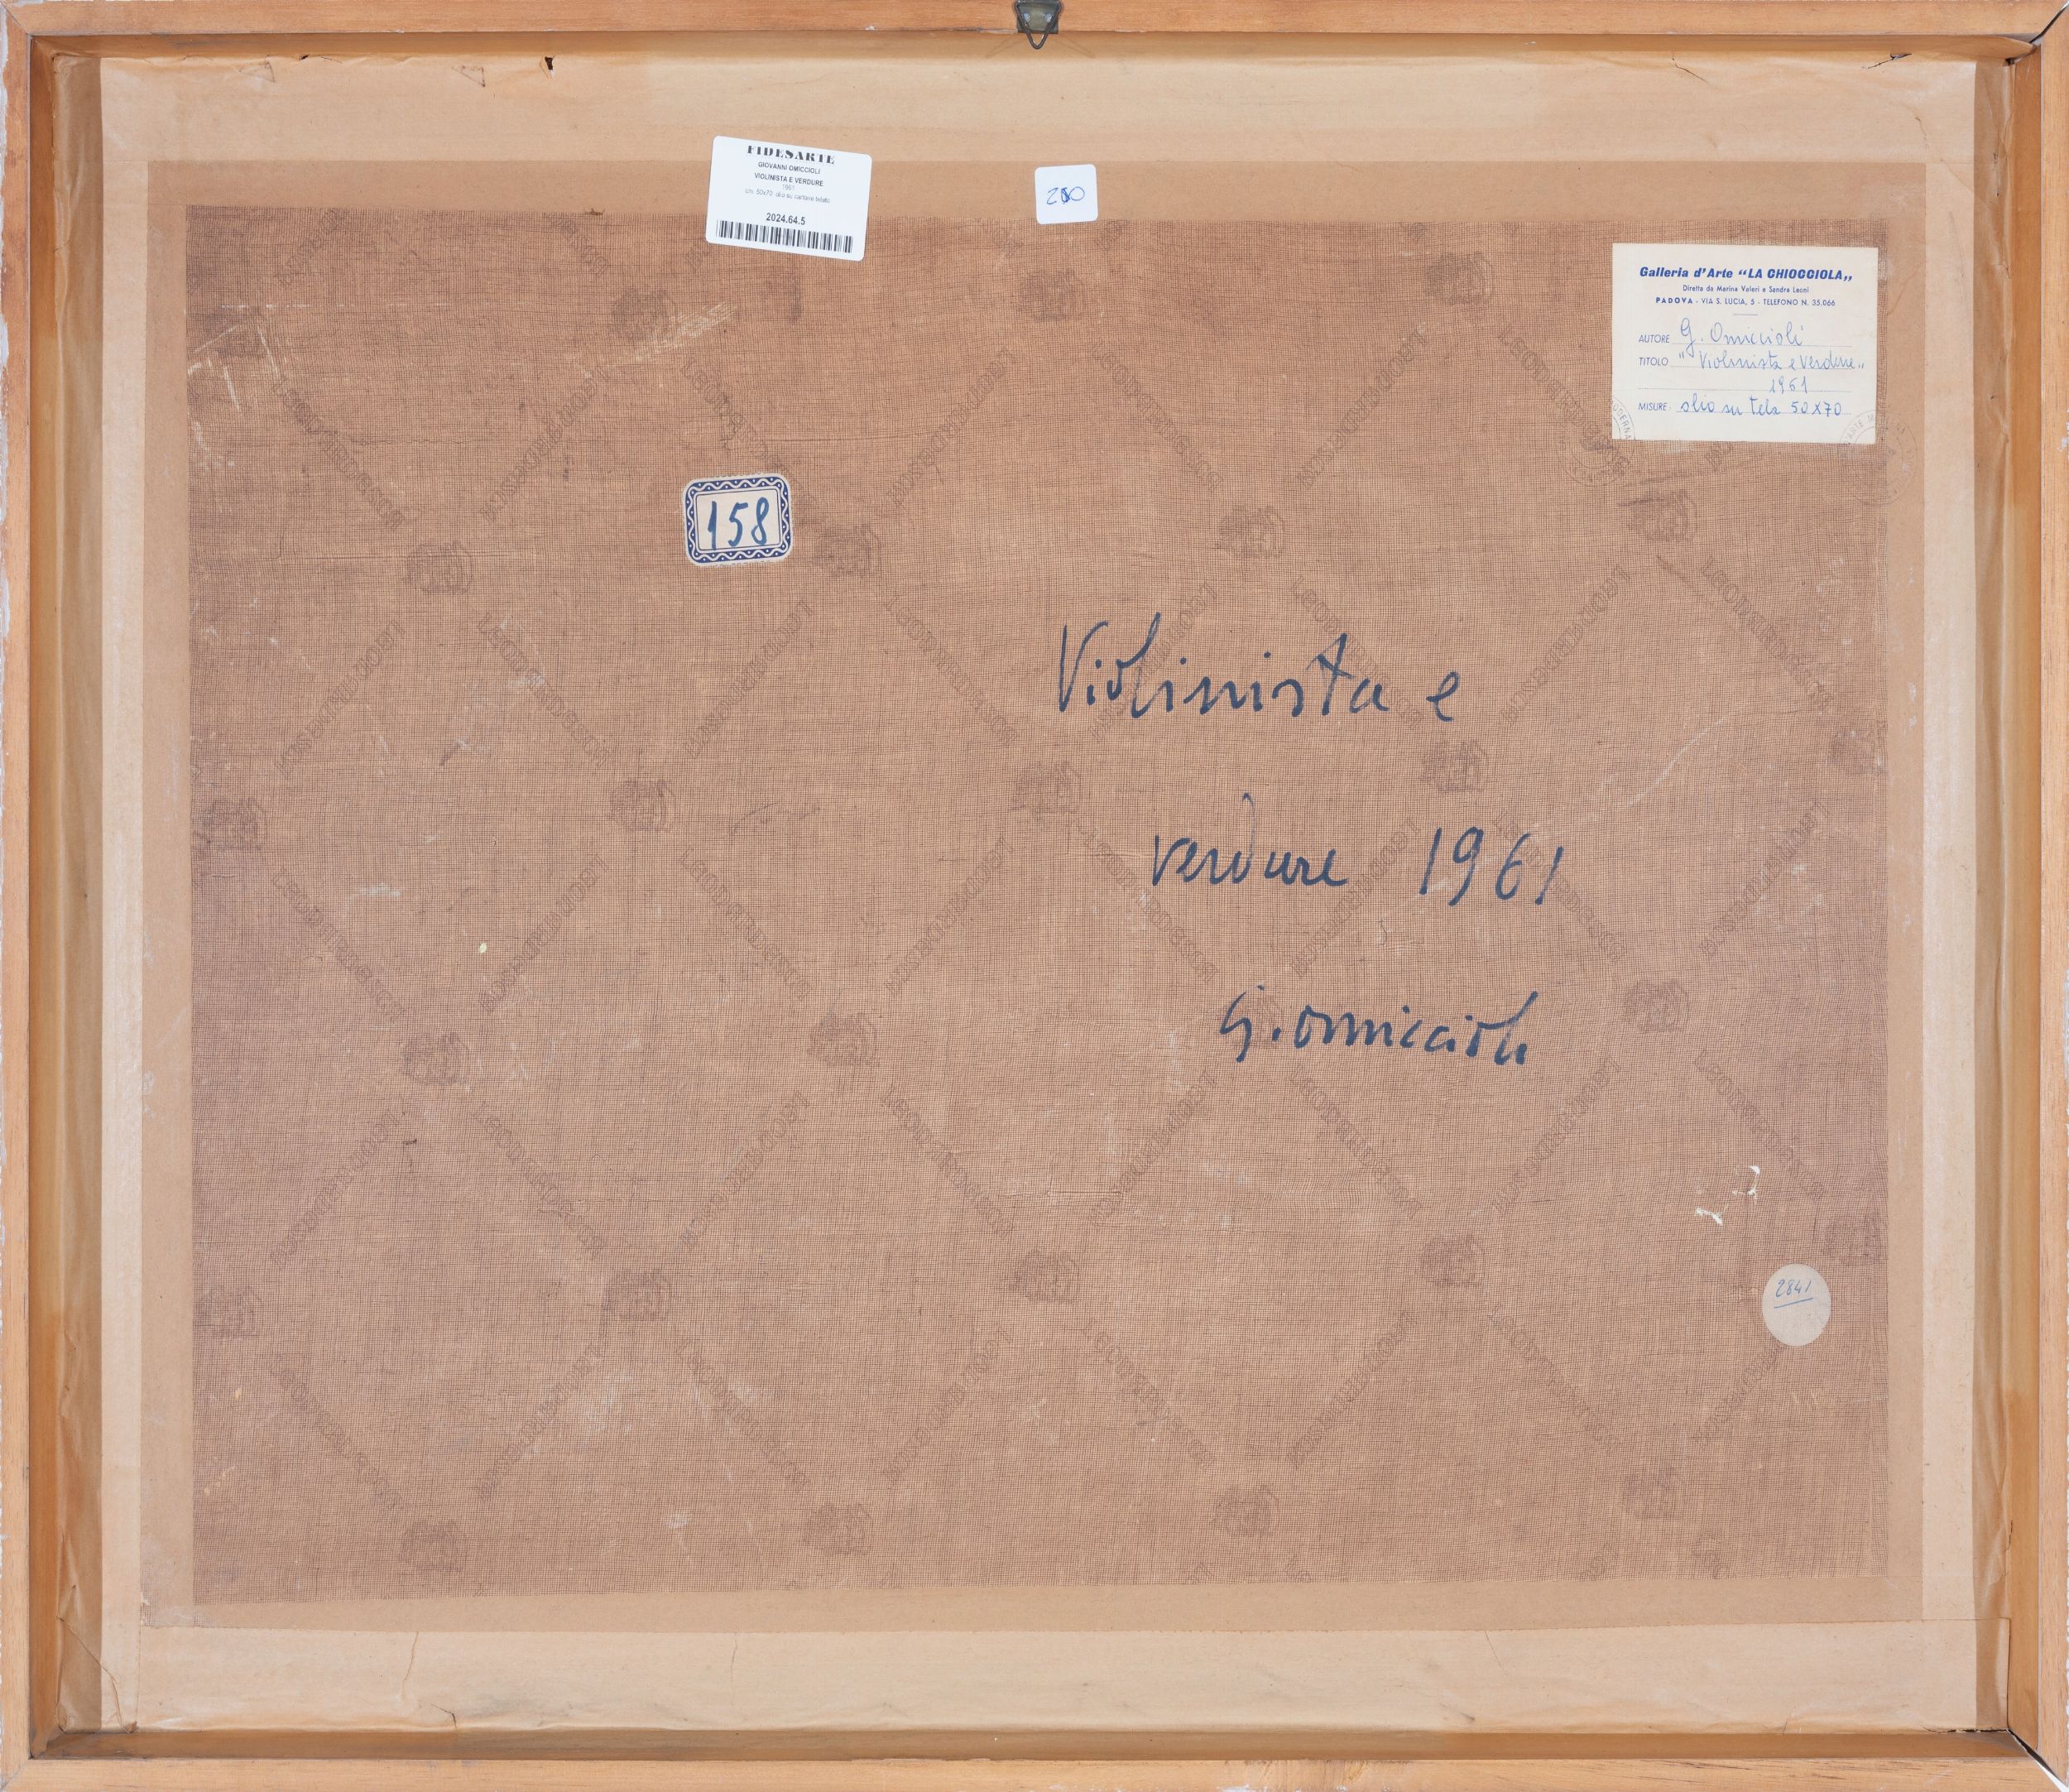 FIDESARTE
GIOVANNI OMICCIOLI
VIOLINISTA E VERDURE
1961
cm. 50x70 olio su cartone telato
2024.64.5
Galleria d'Arte “LA CHIOCCIOLA„
Diretta da Marina Valeri e Sandra Leoni
PADOVA - VIA S. LUCIA, 5 - TELEFONO N. 35.066
AUTORE G. Omiccioli
TITOLO "Violinista e Verdure„
1961
MISURE: olio su tela 50X70
158
Violinista e
verdure 1961
G. Omiccioli
2841